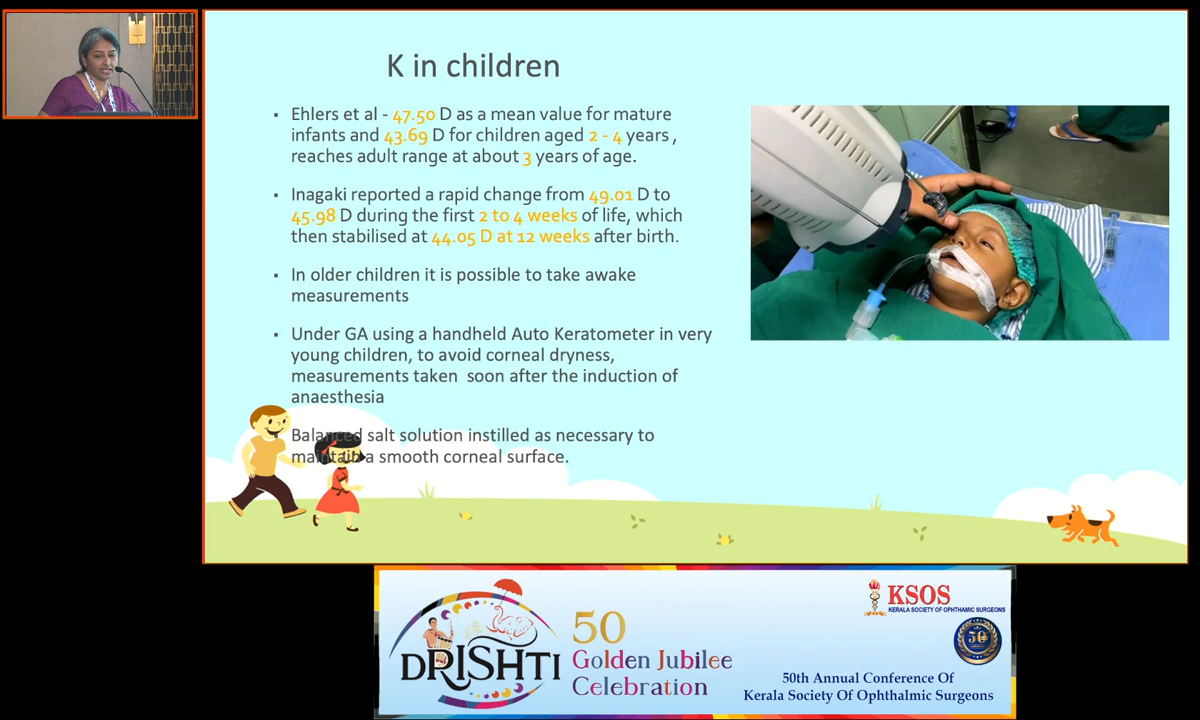 K in children
▪ Ehlers et al - 47.50 D as a mean value for mature
infants and 43.69 D for children aged 2 - 4 years ,
reaches adult range at about 3 years of age.
▪ Inagaki reported a rapid change from 49.01 D to
45.98 D during the first 2 to 4 weeks of life, which
then stabilised at 44.05 D at 12 weeks after birth.
▪ In older children it is possible to take awake
measurements
▪ Under GA using a handheld Auto Keratometer in very
young children, to avoid corneal dryness,
measurements taken soon after the induction of
anaesthesia
▪ Balanced salt solution instilled as necessary to
maintain a smooth corneal surface.
DRISHTI
50
Golden Jubilee
Celebration
KSOS
KERALA SOCIETY OF OPHTHAMIC SURGEONS
50
50th Annual Conference Of
Kerala Society Of Ophthalmic Surgeons